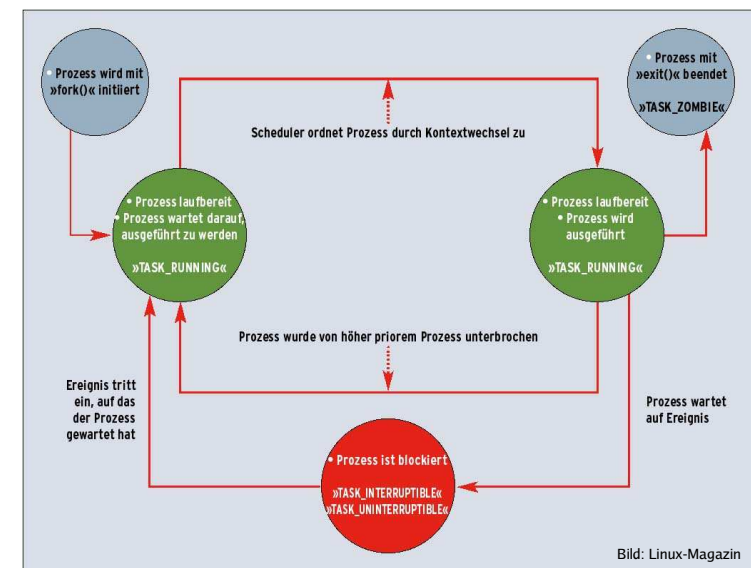 • Prozess wird mit
»fork()« initiiert
• Prozess mit
»exit()« beendet
»TASK_ZOMBIE«
Scheduler ordnet Prozess durch Kontextwechsel zu
• Prozess laufbereit
• Prozess wartet darauf,
ausgeführt zu werden
»TASK_RUNNING«
• Prozess laufbereit
• Prozess wird
ausgeführt
»TASK_RUNNING«
Prozess wurde von höher priorem Prozess unterbrochen
Ereignis tritt
ein, auf das
der Prozess
gewartet hat
Prozess wartet
auf Ereignis
• Prozess ist blockiert
»TASK_INTERRUPTIBLE«
»TASK_UNINTERRUPTIBLE«
Bild: Linux-Magazin